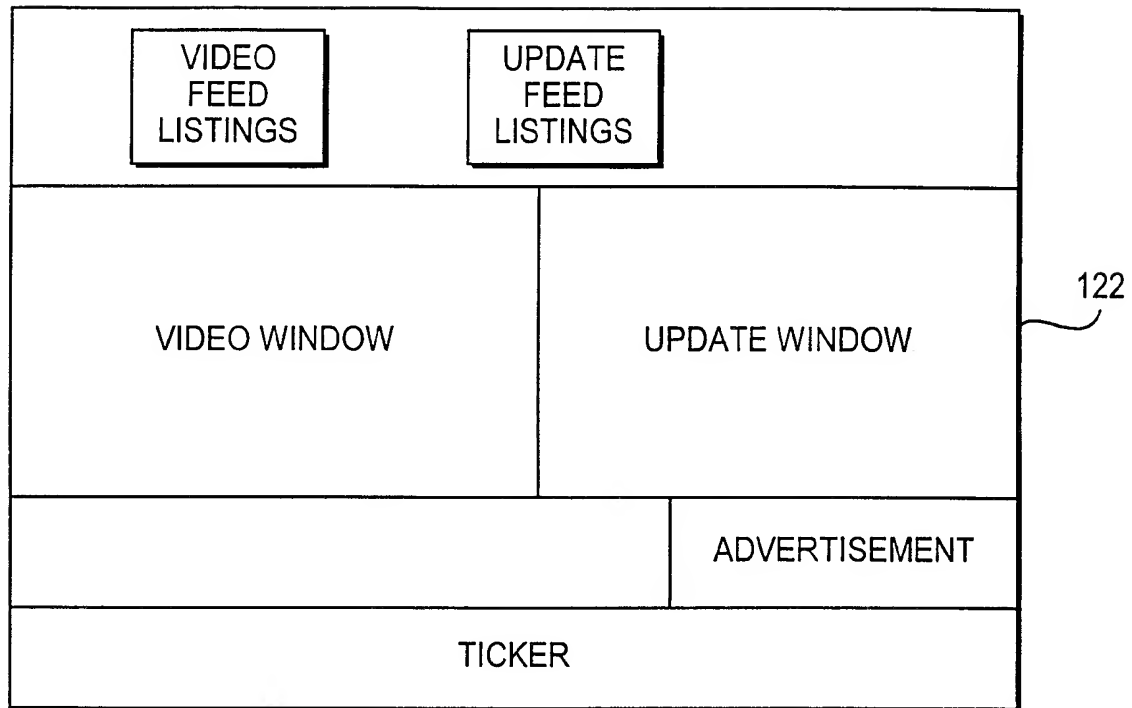 VIDEO
FEED
LISTINGS
UPDATE
FEED
LISTINGS
VIDEO WINDOW
UPDATE WINDOW
122
ADVERTISEMENT
TICKER